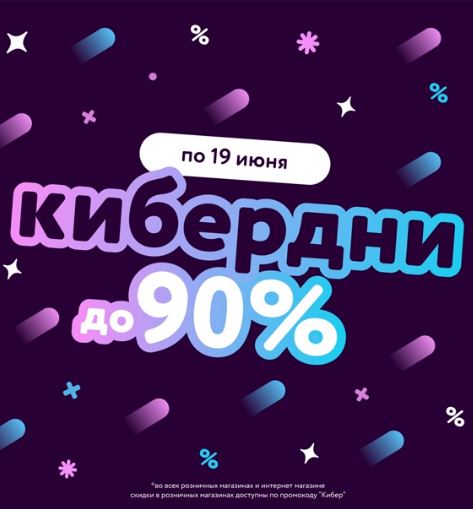 по 19 июня
кибердни
до 90%
*во всех розничных магазинах и интернет магазине
скидки в розничных магазинах доступны по промокоду "Кибер"